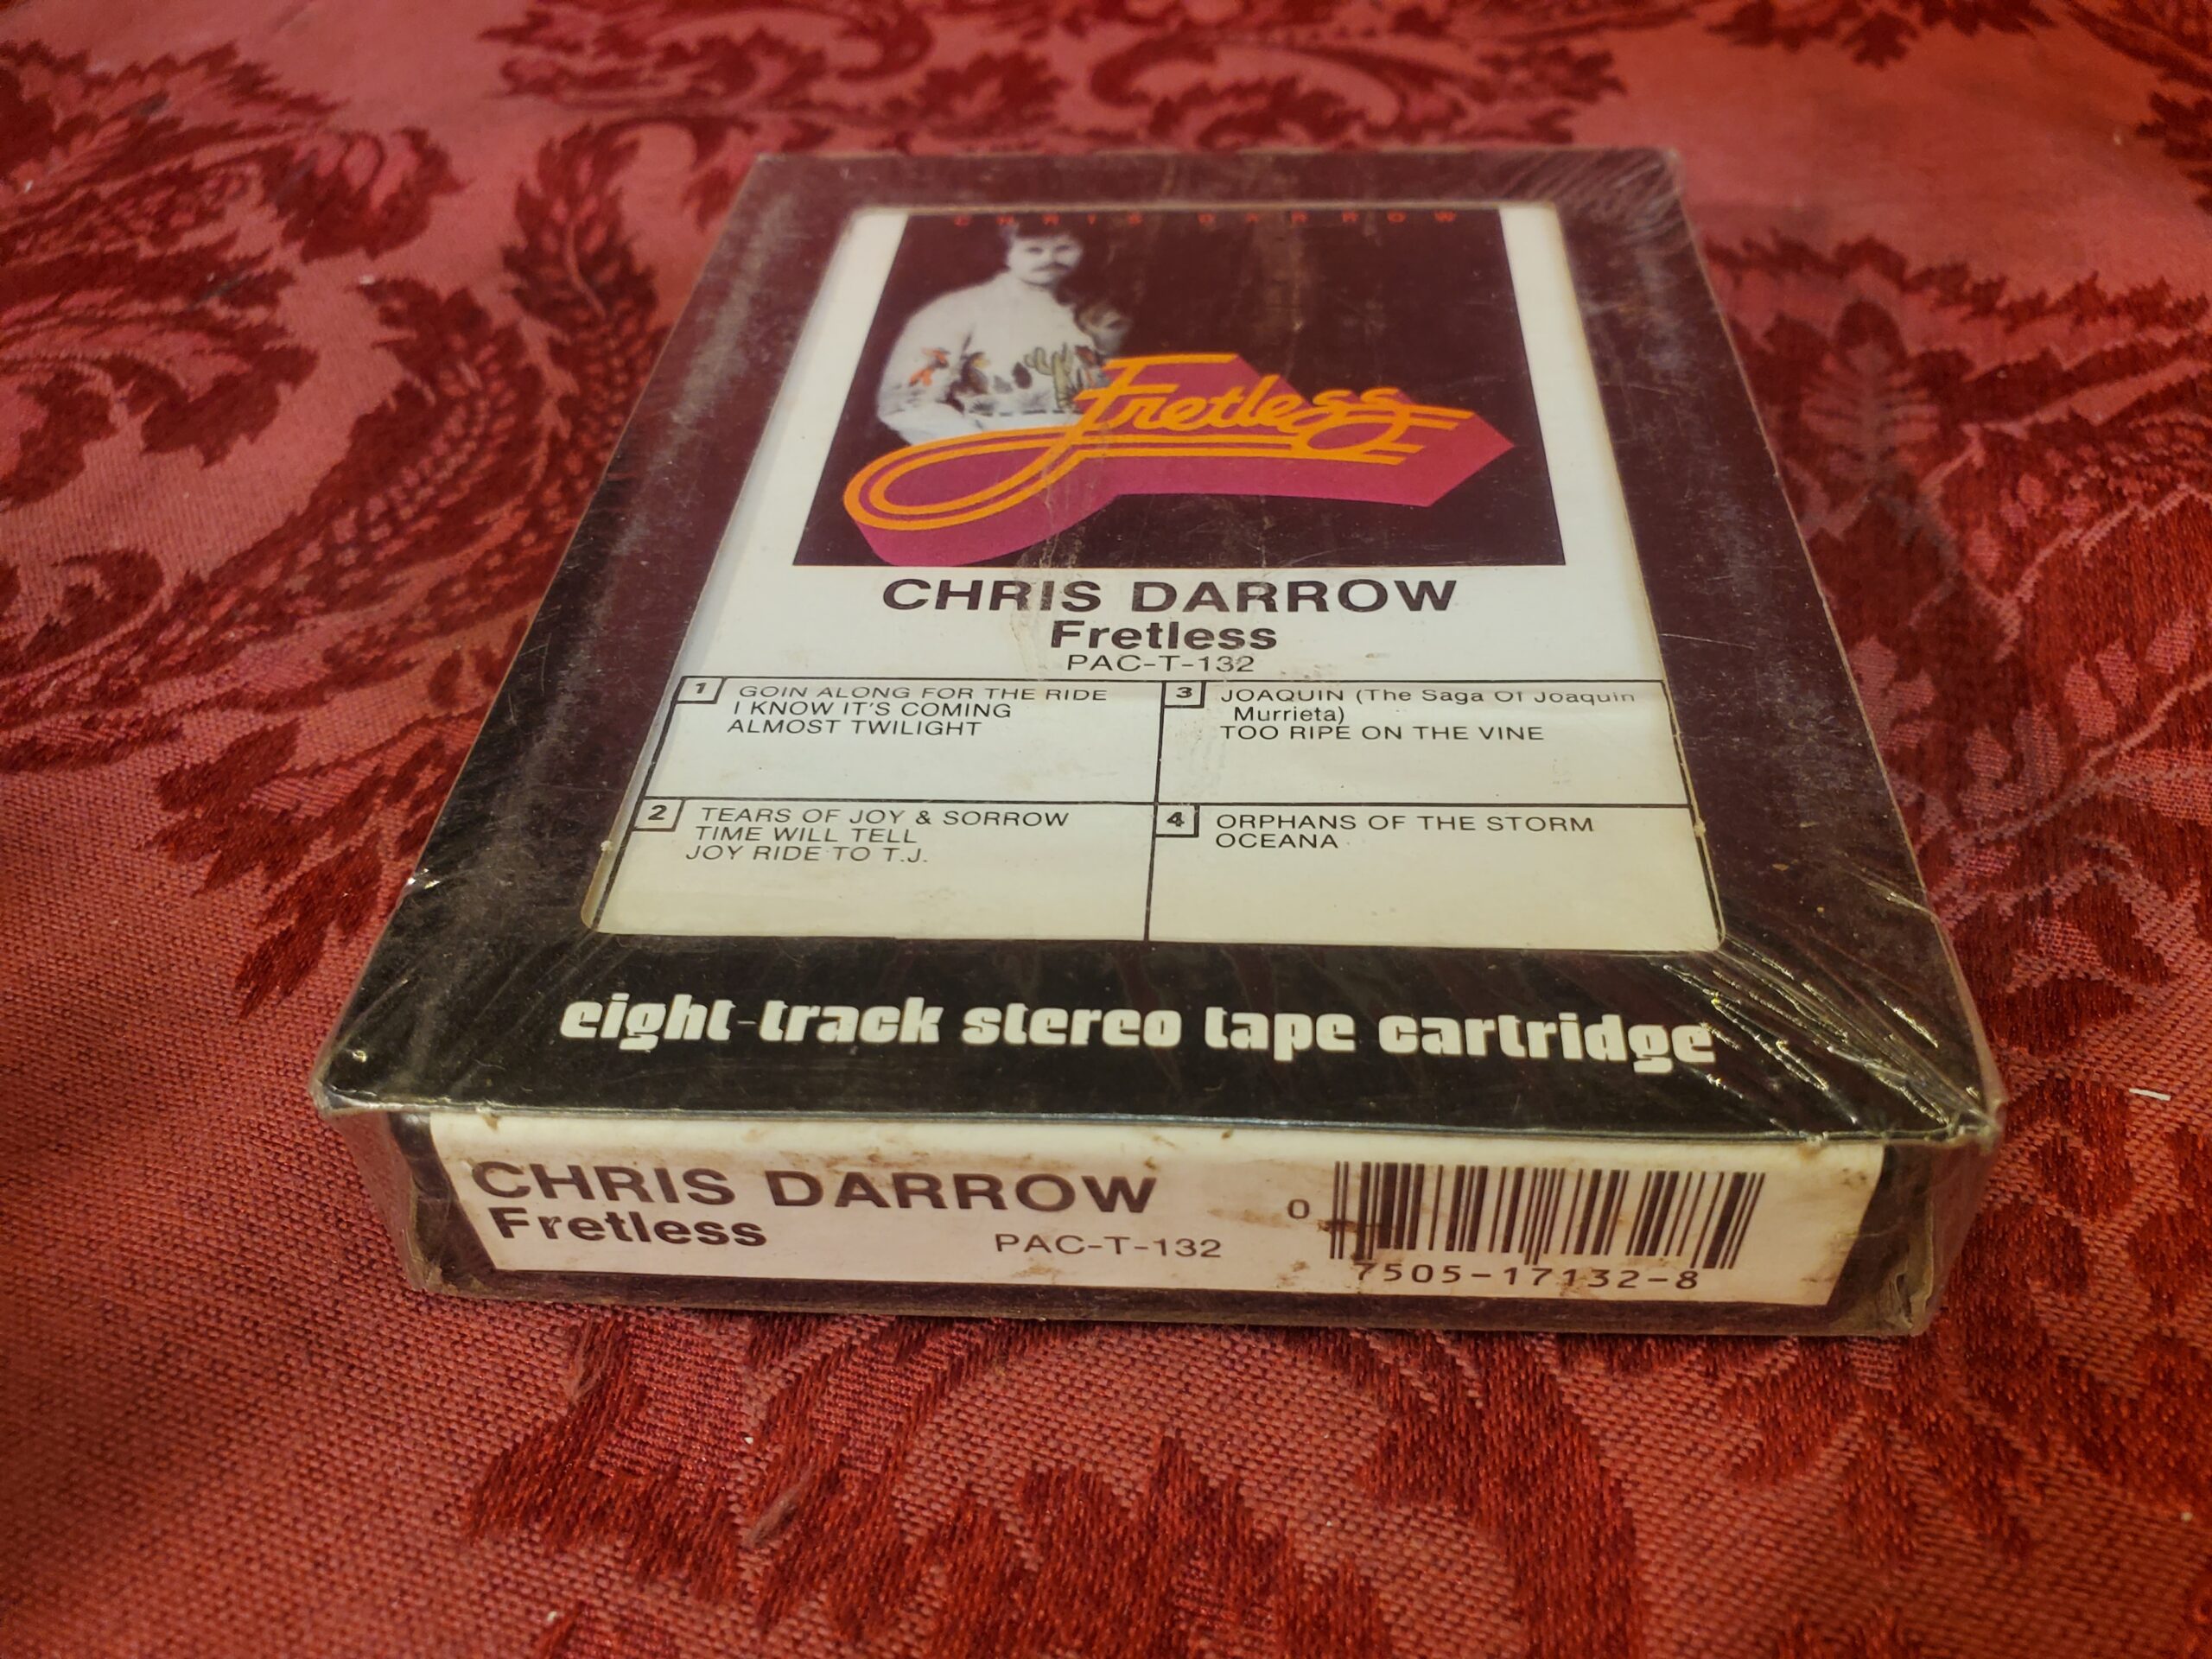 CHRIS DARROW
Fretless
CHRIS DARROW
Fretless
PAC-T-132
1 GOIN ALONG FOR THE RIDE
I KNOW IT'S COMING
ALMOST TWILIGHT
2 TEARS OF JOY & SORROW
TIME WILL TELL
JOY RIDE TO T.J.
3 JOAQUIN (The Saga Of Joaquin
Murrieta)
TOO RIPE ON THE VINE
4 ORPHANS OF THE STORM
OCEANA
eight-track stereo tape cartridge
CHRIS DARROW
Fretless
PAC-T-132
0
7505-17132-8